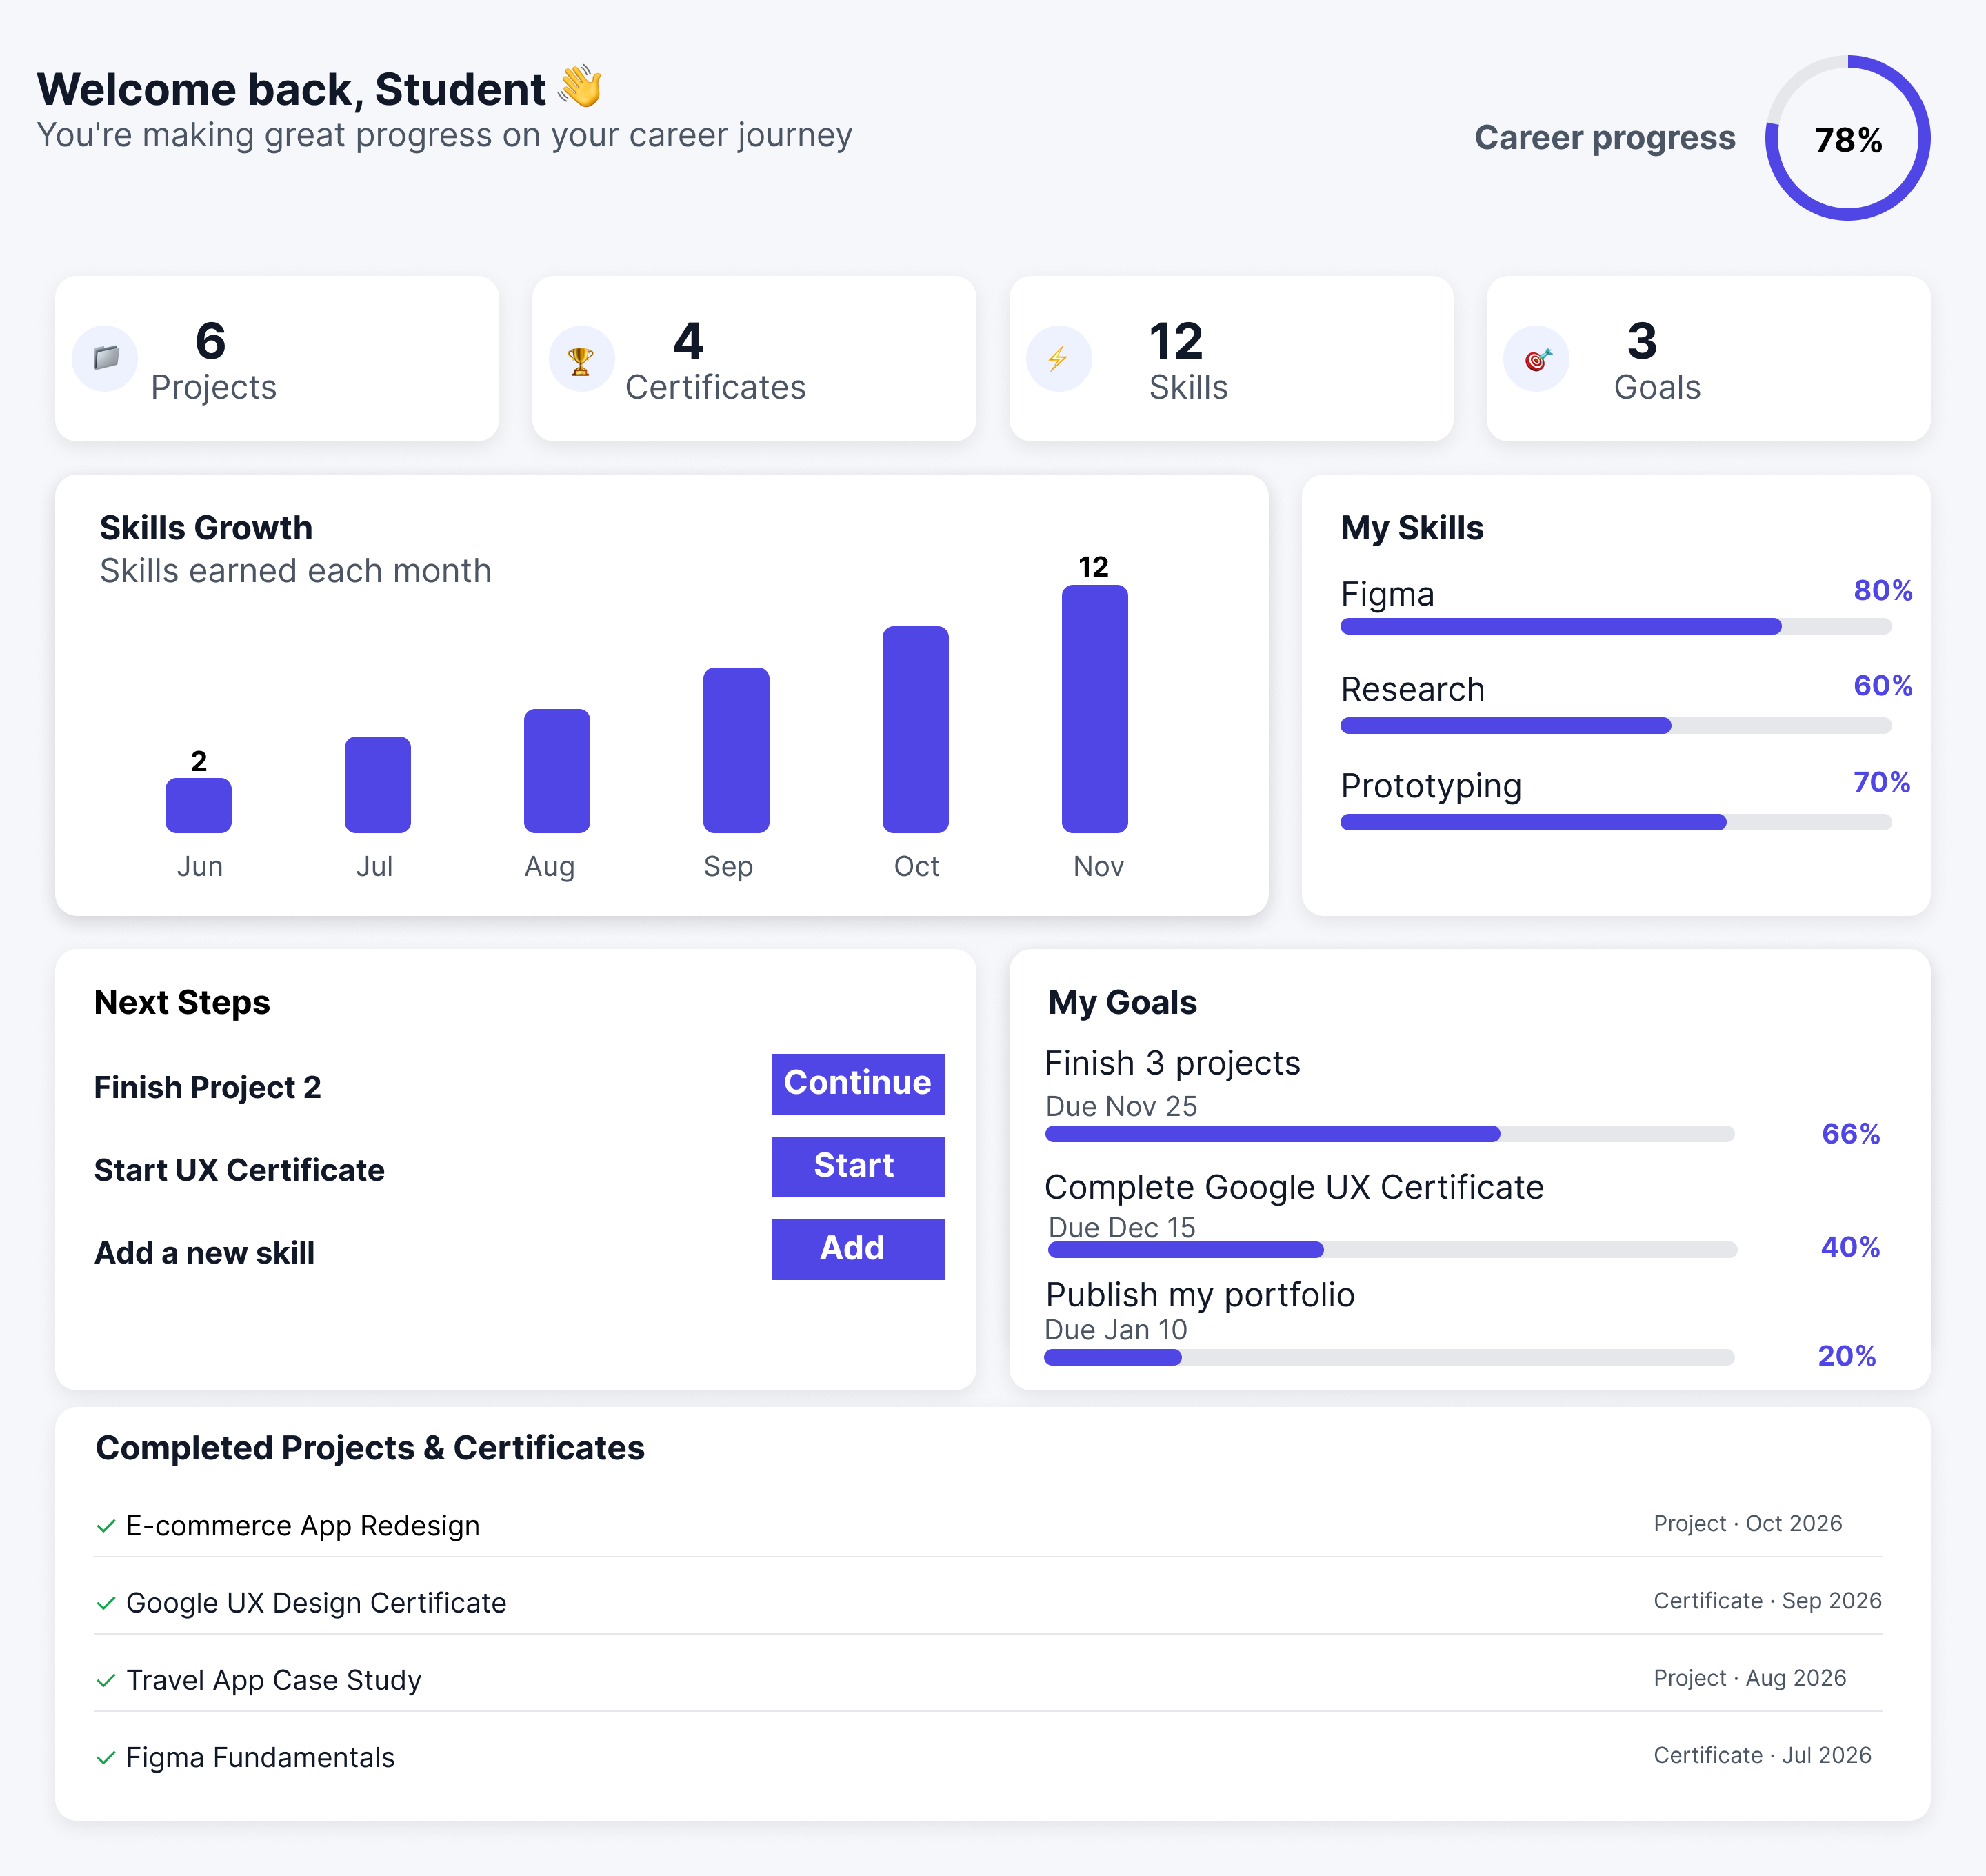 Welcome back, Student 👋
You're making great progress on your career journey
Career progress
78%
6
Projects
4
Certificates
12
Skills
3
Goals
Skills Growth
Skills earned each month
2
12
Jun Jul Aug Sep Oct Nov
My Skills
Figma 80%
Research 60%
Prototyping 70%
Next Steps
Finish Project 2 Continue
Start UX Certificate Start
Add a new skill Add
My Goals
Finish 3 projects
Due Nov 25
66%
Complete Google UX Certificate
Due Dec 15
40%
Publish my portfolio
Due Jan 10
20%
Completed Projects & Certificates
✓ E-commerce App Redesign Project · Oct 2026
✓ Google UX Design Certificate Certificate · Sep 2026
✓ Travel App Case Study Project · Aug 2026
✓ Figma Fundamentals Certificate · Jul 2026